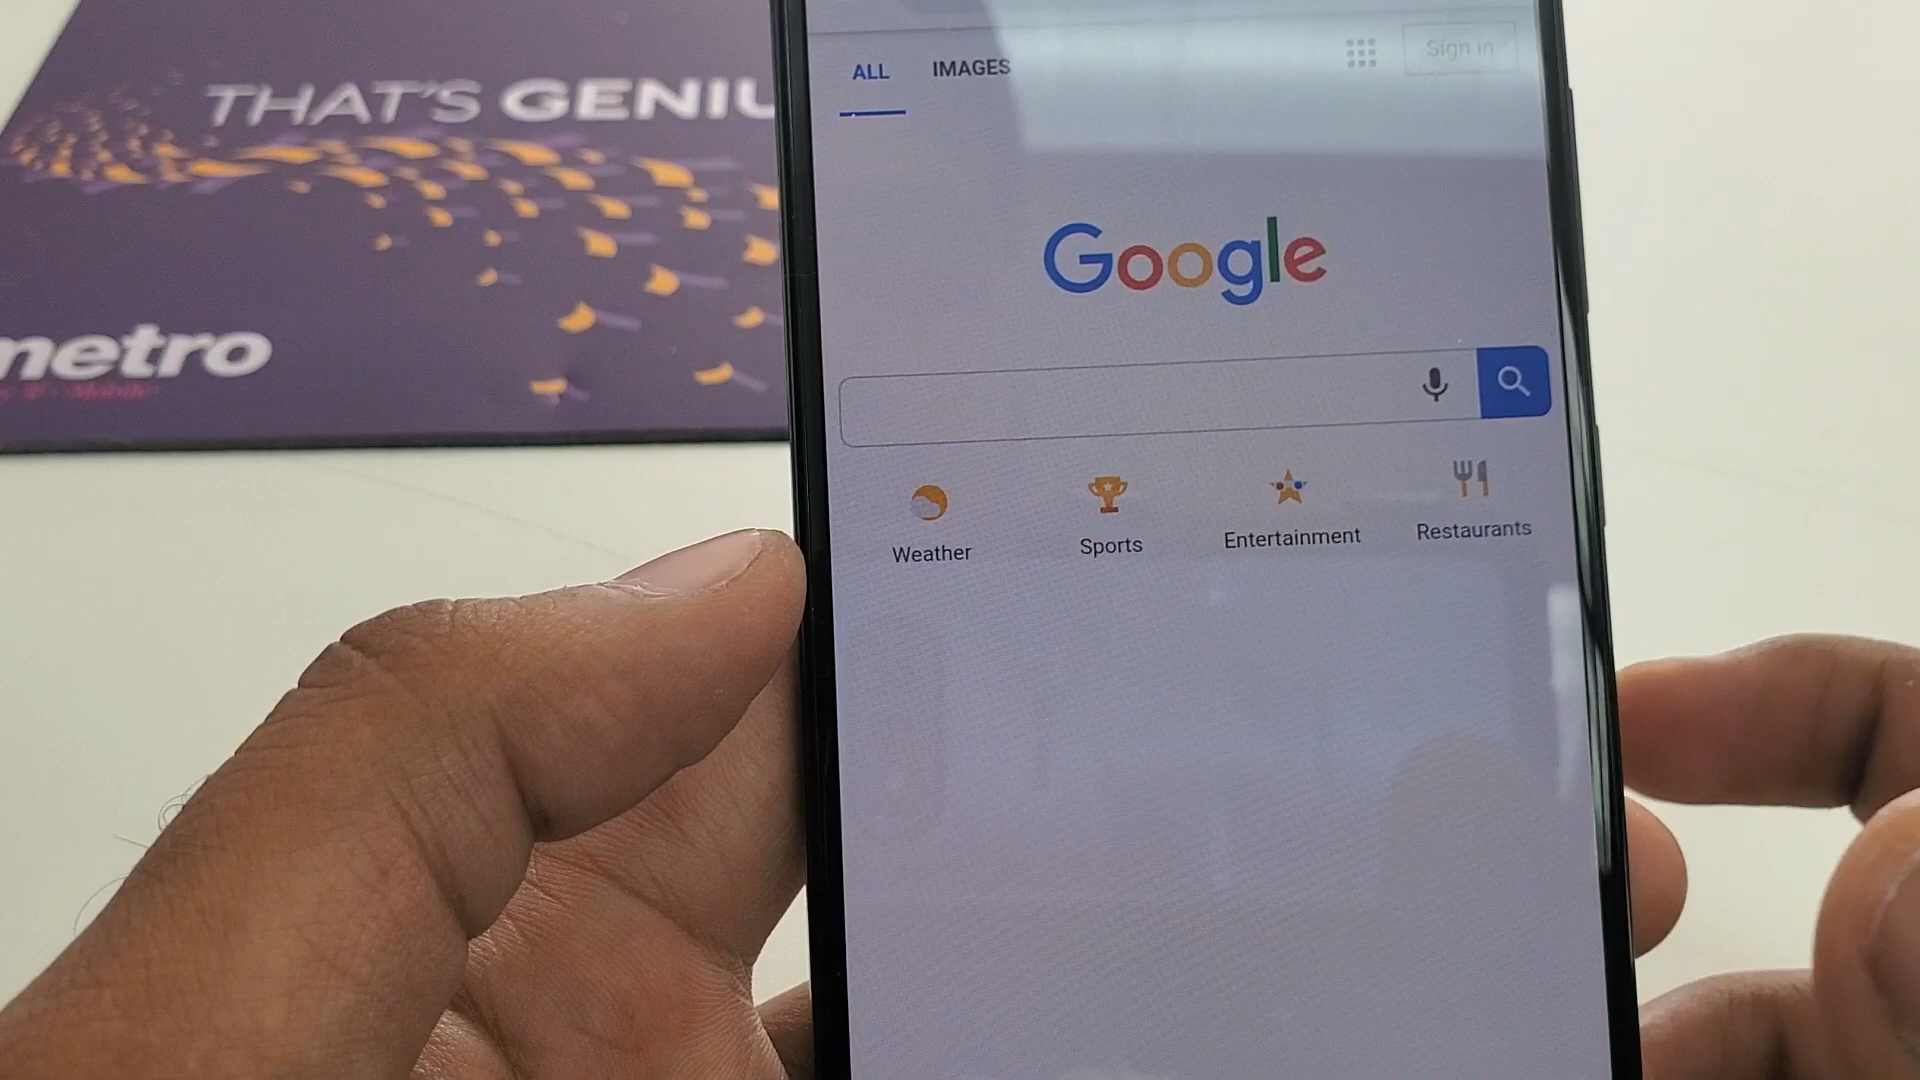 THAT'S GENIU
metro
ALL IMAGES
Sign in
Google
Weather Sports Entertainment Restaurants